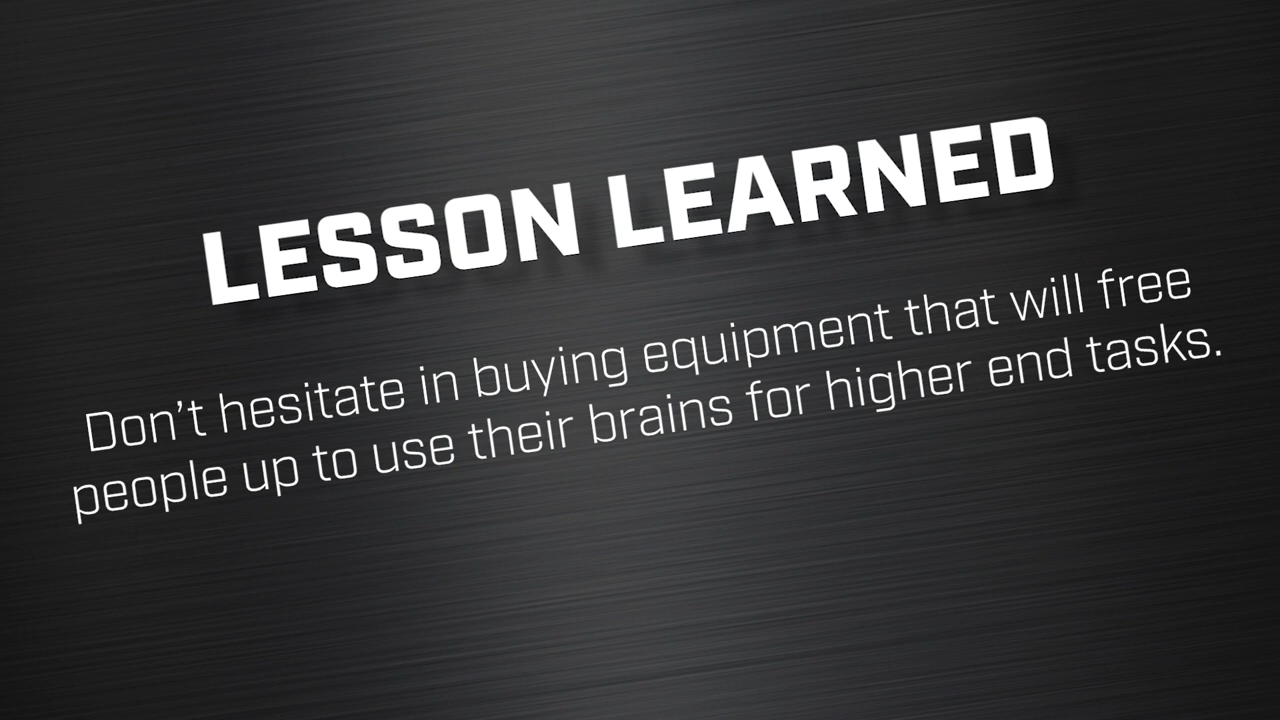 LESSON LEARNED
Don't hesitate in buying equipment that will free
people up to use their brains for higher end tasks.